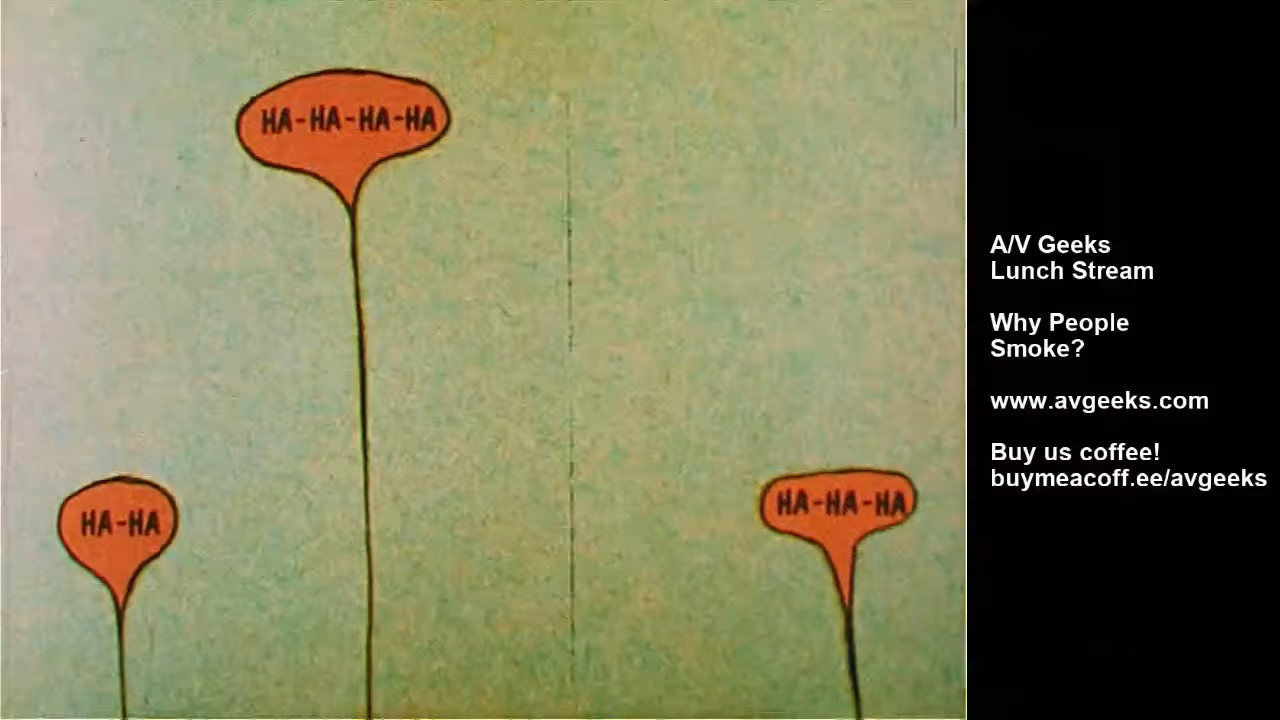 HA-HA-HA-HA
HA-HA
HA-HA-HA
A/V Geeks
Lunch Stream
Why People
Smoke?
www.avgeeks.com
Buy us coffee!
buymeacoff.ee/avgeeks